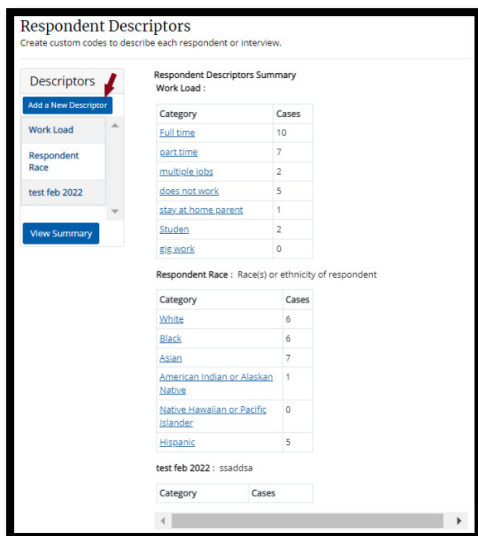 Respondent Descriptors
Create custom codes to describe each respondent or interview.
Descriptors
Add a New Descriptor
Work Load
Respondent
Race
test feb 2022
View Summary
Respondent Descriptors Summary
Work Load :
Category Cases
Full time 10
part time 7
multiple jobs 2
does not work 5
stay at home parent 1
Studen 2
gig work 0
Respondent Race : Race(s) or ethnicity of respondent
Category Cases
White 6
Black 6
Asian 7
American Indian or Alaskan 1
Native
Native Hawaiian or Pacific 0
Islander
Hispanic 5
test feb 2022 : ssaddsa
Category Cases